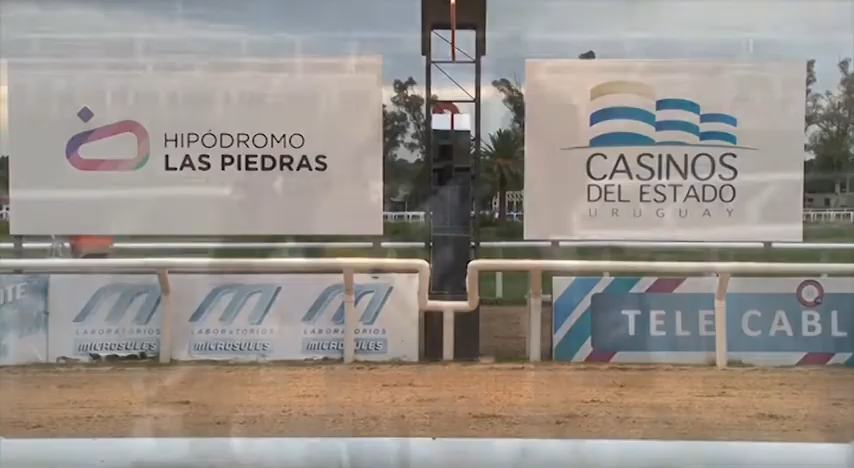 HIPÓDROMO
LAS PIEDRAS
CASINOS
DEL ESTADO
URUGUAY
LABORATORIOS
MICROSULES
LABORATORIOS
MICROSULES
LABORATORIOS
MICROSULES
TELE CABL